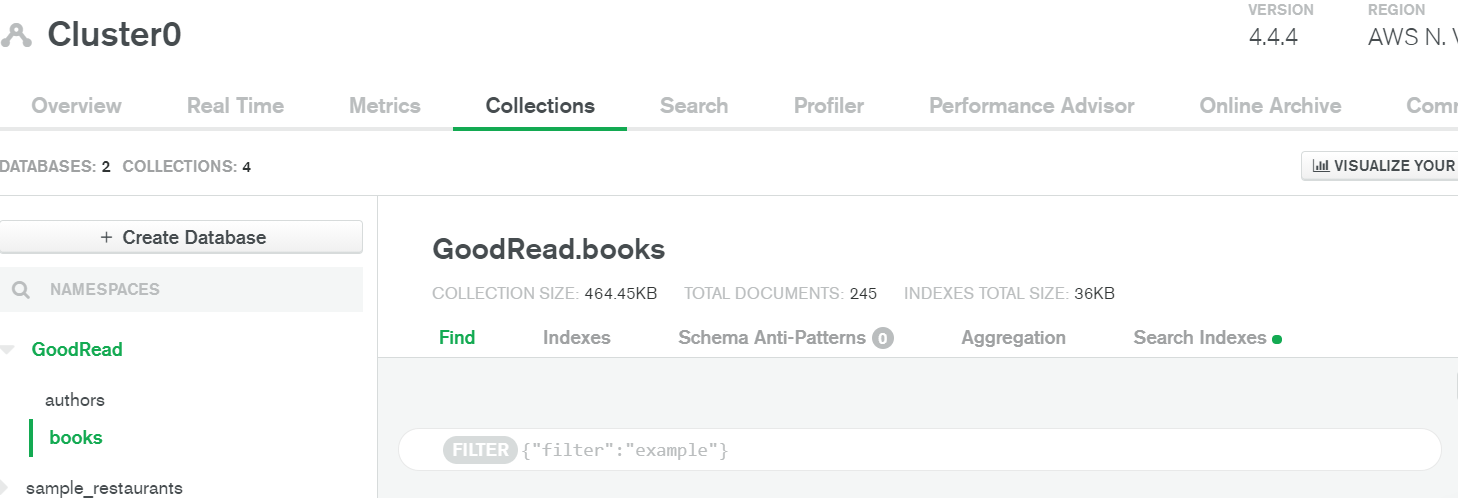 Cluster0
VERSION REGION
4.4.4 AWS N.
Overview Real Time Metrics Collections Search Profiler Performance Advisor Online Archive
DATABASES: 2 COLLECTIONS: 4
VISUALIZE YOUR
+ Create Database
NAMESPACES
GoodRead
authors
books
sample_restaurants
GoodRead.books
COLLECTION SIZE: 464.45KB TOTAL DOCUMENTS: 245 INDEXES TOTAL SIZE: 36KB
Find Indexes Schema Anti-Patterns 0 Aggregation Search Indexes
FILTER {"filter":"example"}